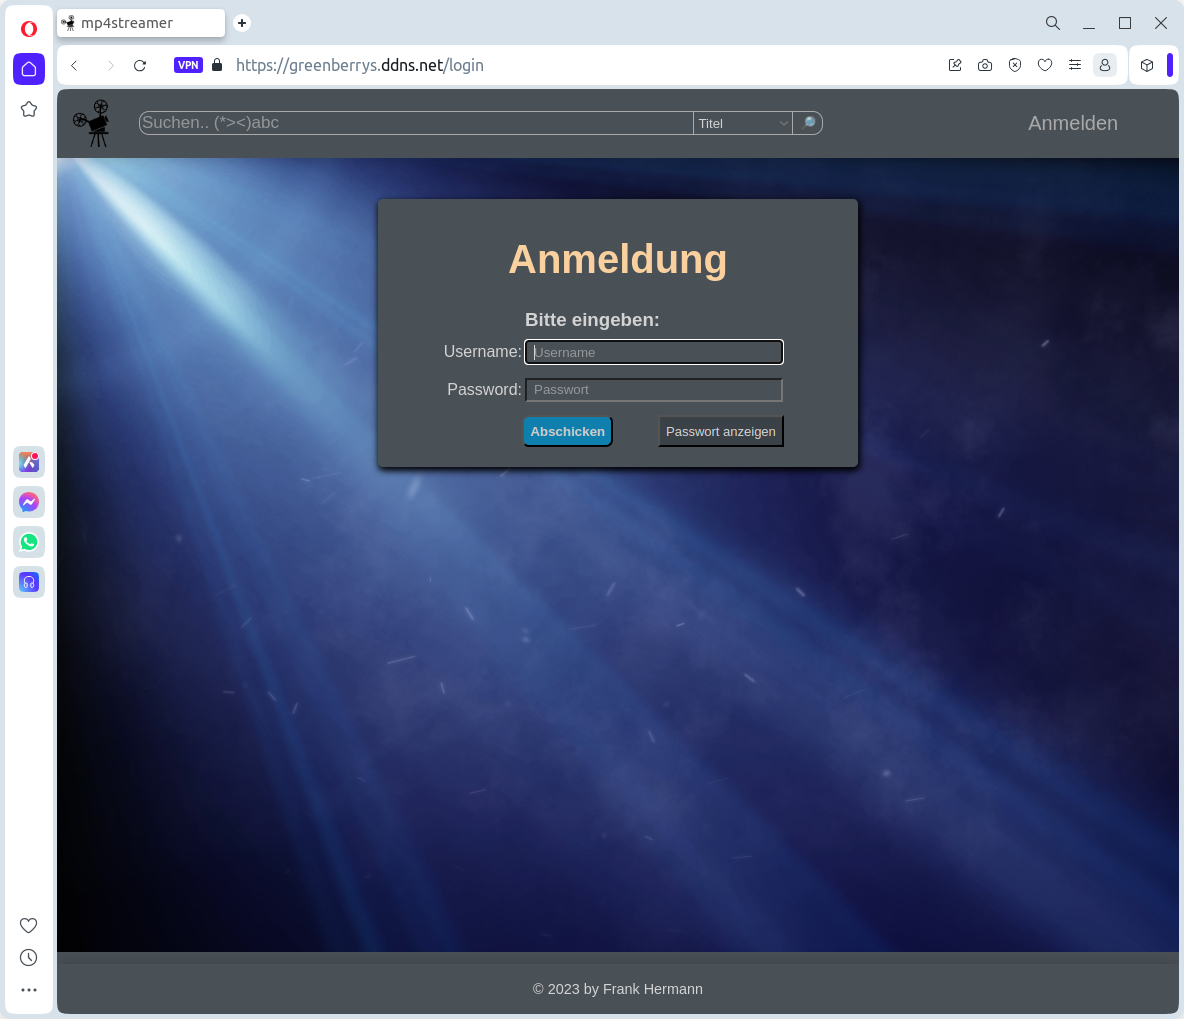 mp4streamer
VPN
https://greenberrys.ddns.net/login
Suchen.. (*><)abc
Titel
Anmelden
Anmeldung
Bitte eingeben:
Username:
Username
Password:
Passwort
Abschicken
Passwort anzeigen
© 2023 by Frank Hermann